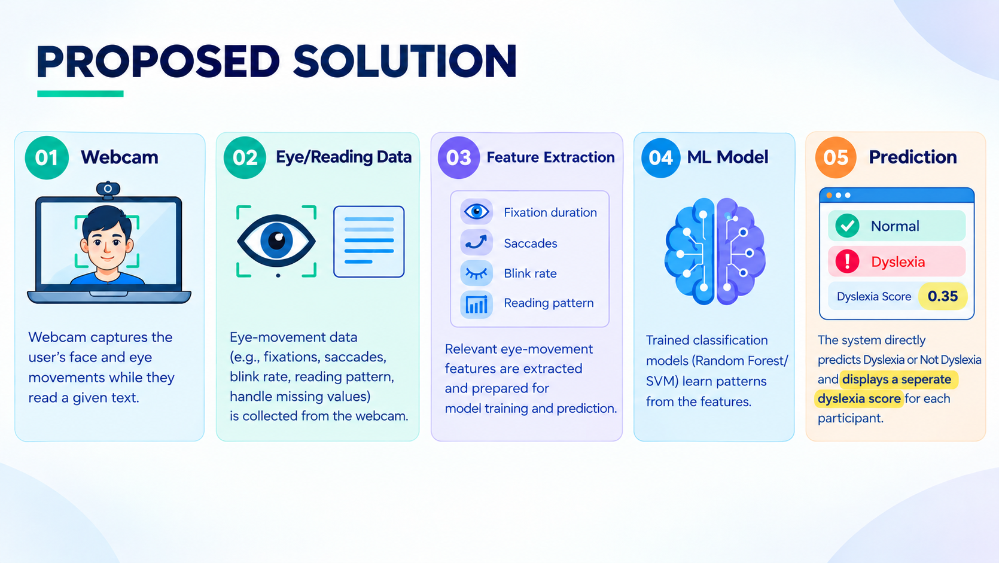 PROPOSED SOLUTION
01 Webcam
Webcam captures the
user's face and eye
movements while they
read a given text.
02 Eye/Reading Data
Eye-movement data
(e.g., fixations, saccades,
blink rate, reading pattern,
handle missing values)
is collected from the webcam.
03 Feature Extraction
Fixation duration
Saccades
Blink rate
Reading pattern
Relevant eye-movement
features are extracted
and prepared for
model training and prediction.
04 ML Model
Trained classification
models (Random Forest/
SVM) learn patterns
from the features.
05 Prediction
Normal
Dyslexia
Dyslexia Score 0.35
The system directly
predicts Dyslexia or Not Dyslexia
and displays a seperate
dyslexia score for each
participant.